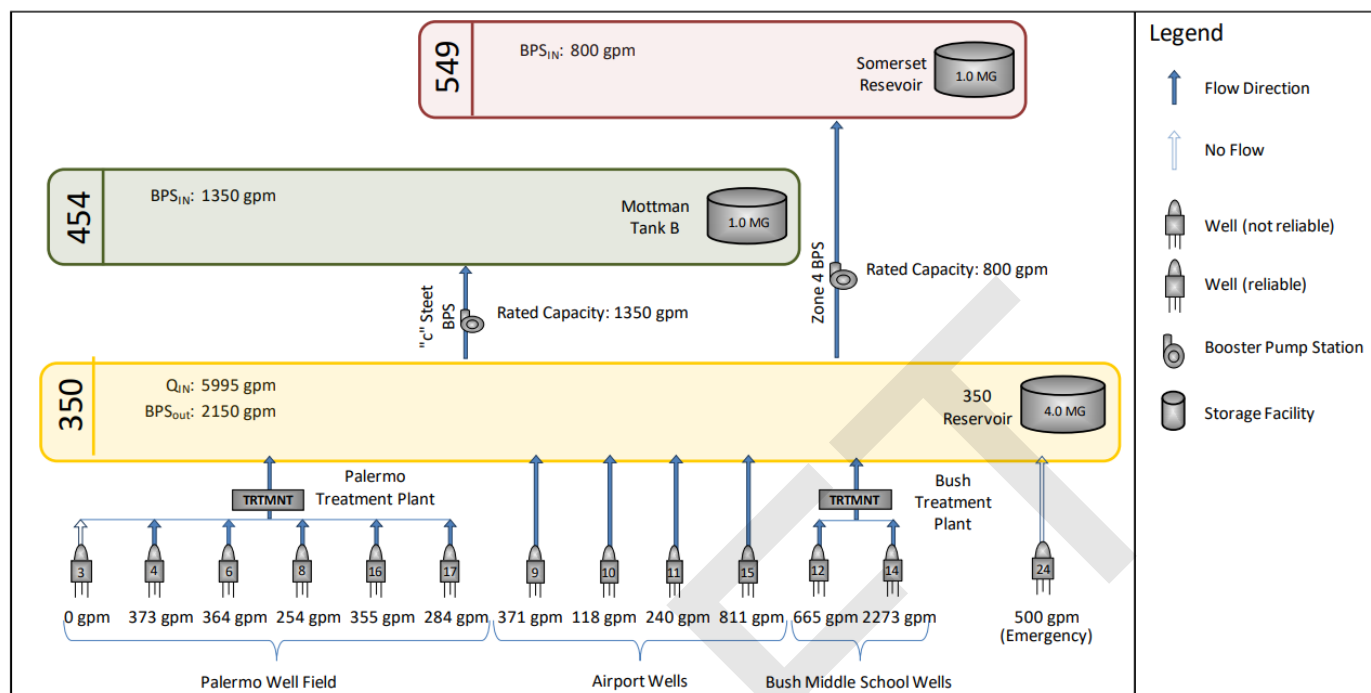 549
BPSIN: 800 gpm
Somerset
Resevoir
1.0 MG
454
BPSIN: 1350 gpm
Mottman
Tank B
1.0 MG
"c" Steet
BPS
Rated Capacity: 1350 gpm
Zone 4 BPS
Rated Capacity: 800 gpm
350
QIN: 5995 gpm
BPSout: 2150 gpm
350
Reservoir
4.0 MG
Palermo
Treatment Plant
TRTMNT
Bush
Treatment
Plant
TRTMNT
3 4 6 8 16 17 9 10 11 15 12 14 24
0 gpm 373 gpm 364 gpm 254 gpm 355 gpm 284 gpm 371 gpm 118 gpm 240 gpm 811 gpm 665 gpm 2273 gpm 500 gpm
(Emergency)
Palermo Well Field Airport Wells Bush Middle School Wells
Legend
Flow Direction
No Flow
Well (not reliable)
Well (reliable)
Booster Pump Station
Storage Facility